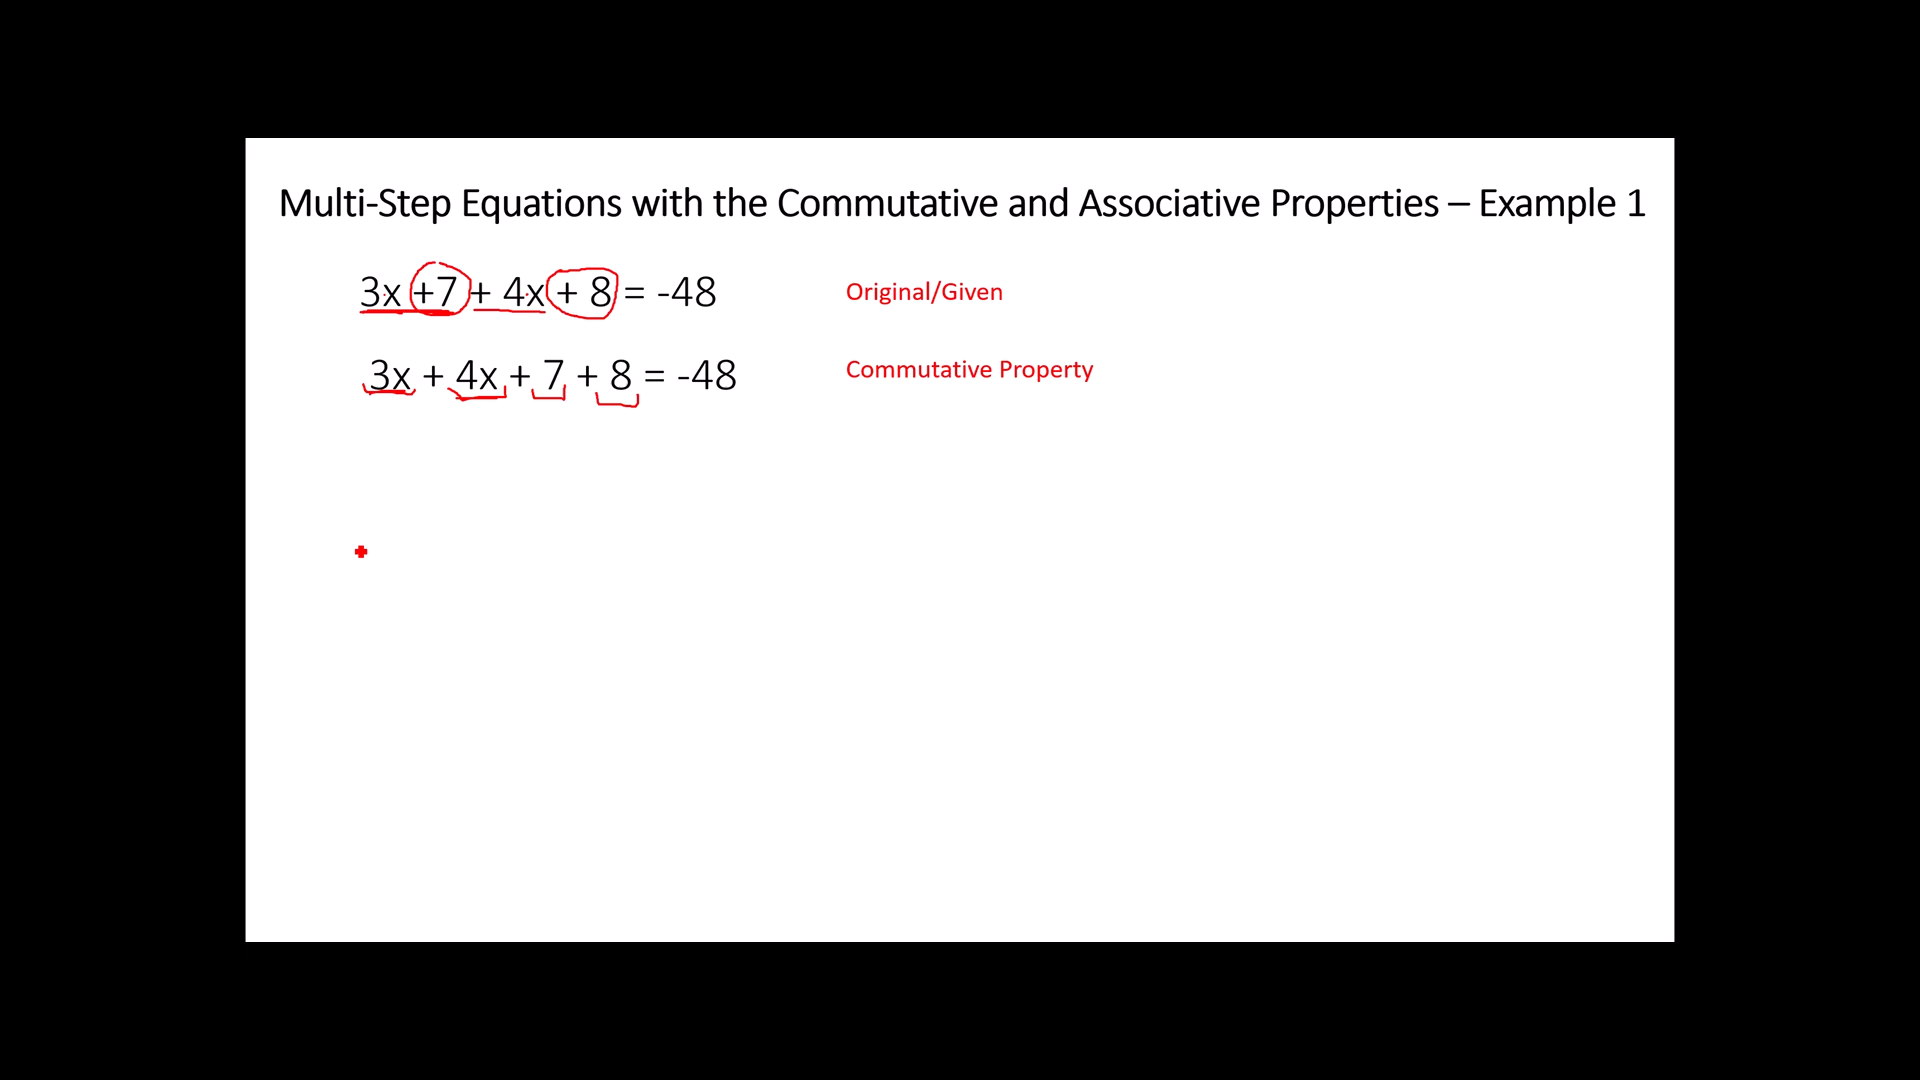 Multi-Step Equations with the Commutative and Associative Properties – Example 1
3x +7 + 4x + 8 = -48 Original/Given
3x + 4x + 7 + 8 = -48 Commutative Property